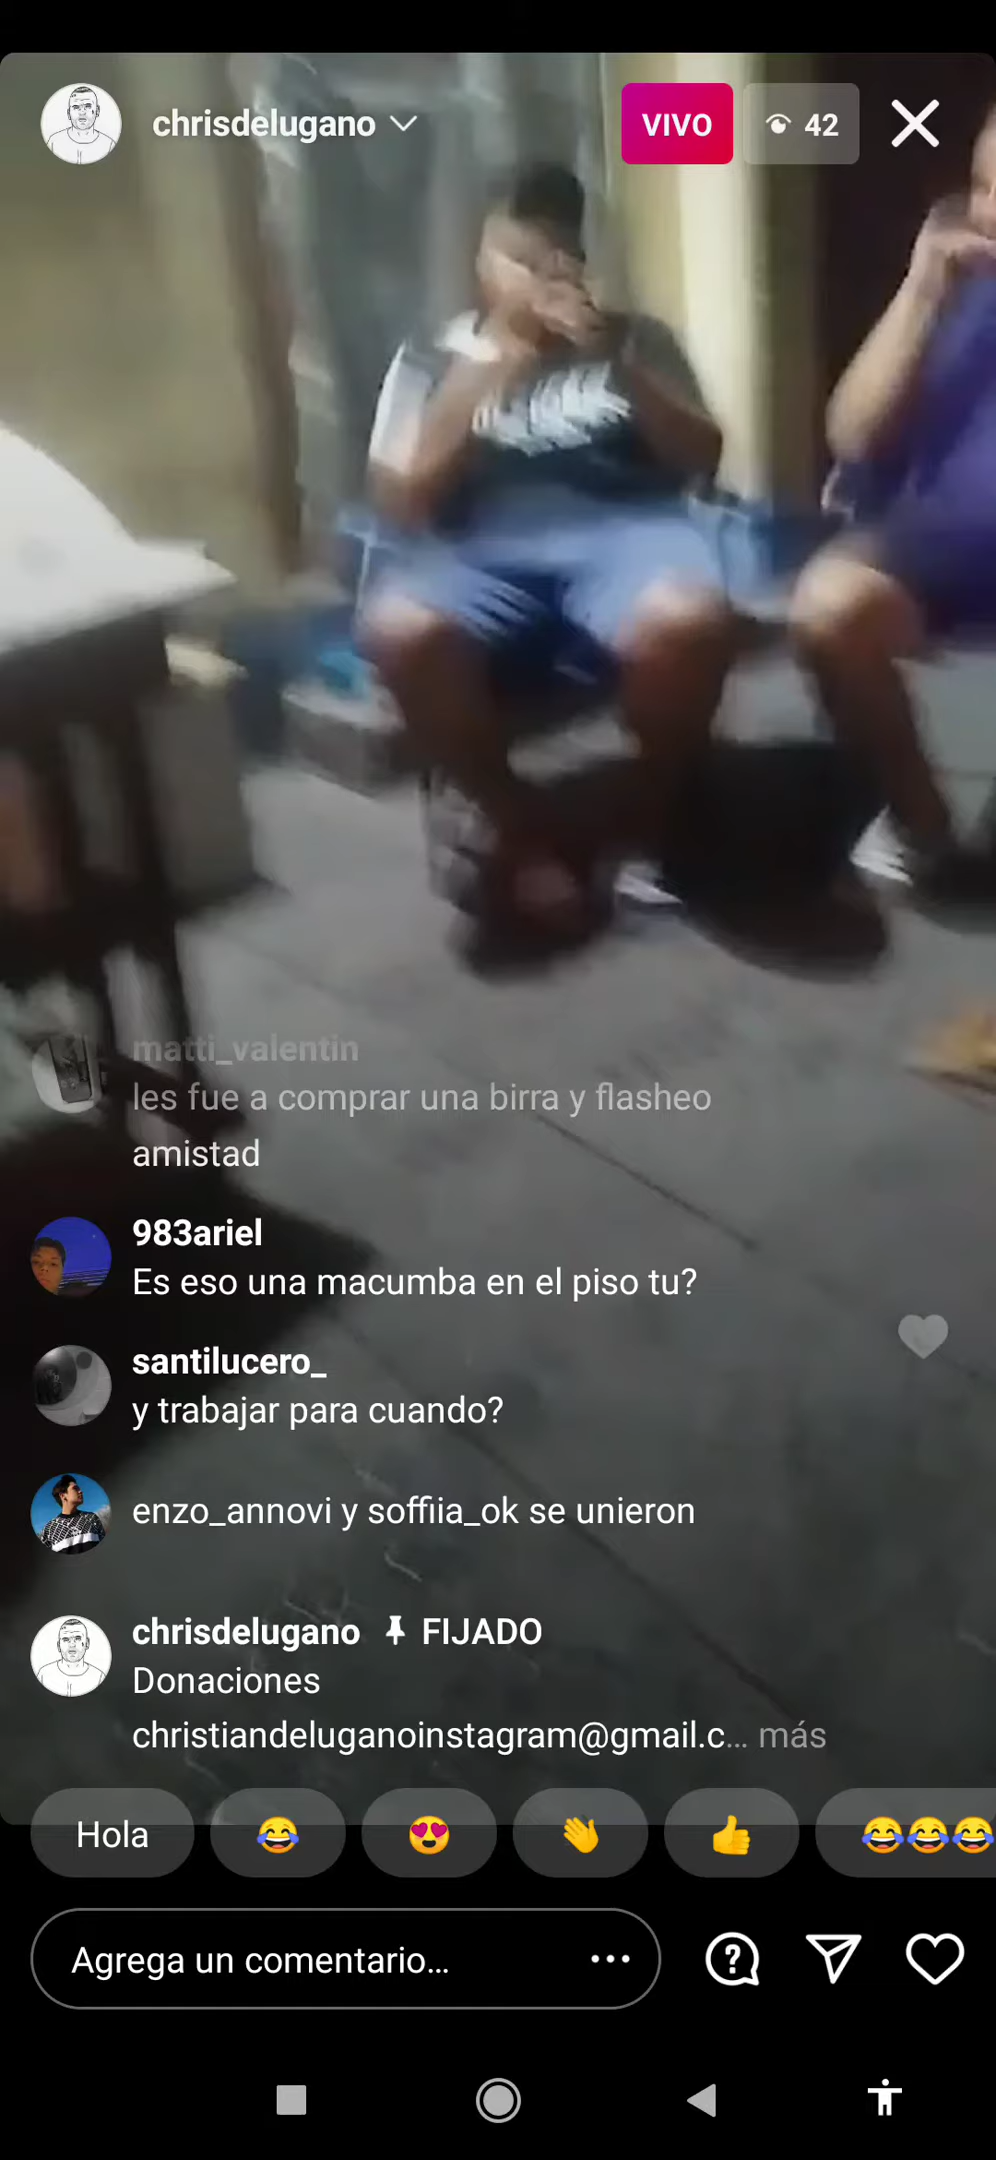 chrisdelugano
VIVO
42
matti_valentin
les fue a comprar una birra y flasheo
amistad
983ariel
Es eso una macumba en el piso tu?
santilucero_
y trabajar para cuando?
enzo_annovi y soffiia_ok se unieron
chrisdelugano FIJADO
Donaciones
christiandeluganoinstagram@gmail.c... más
Hola
Agrega un comentario...